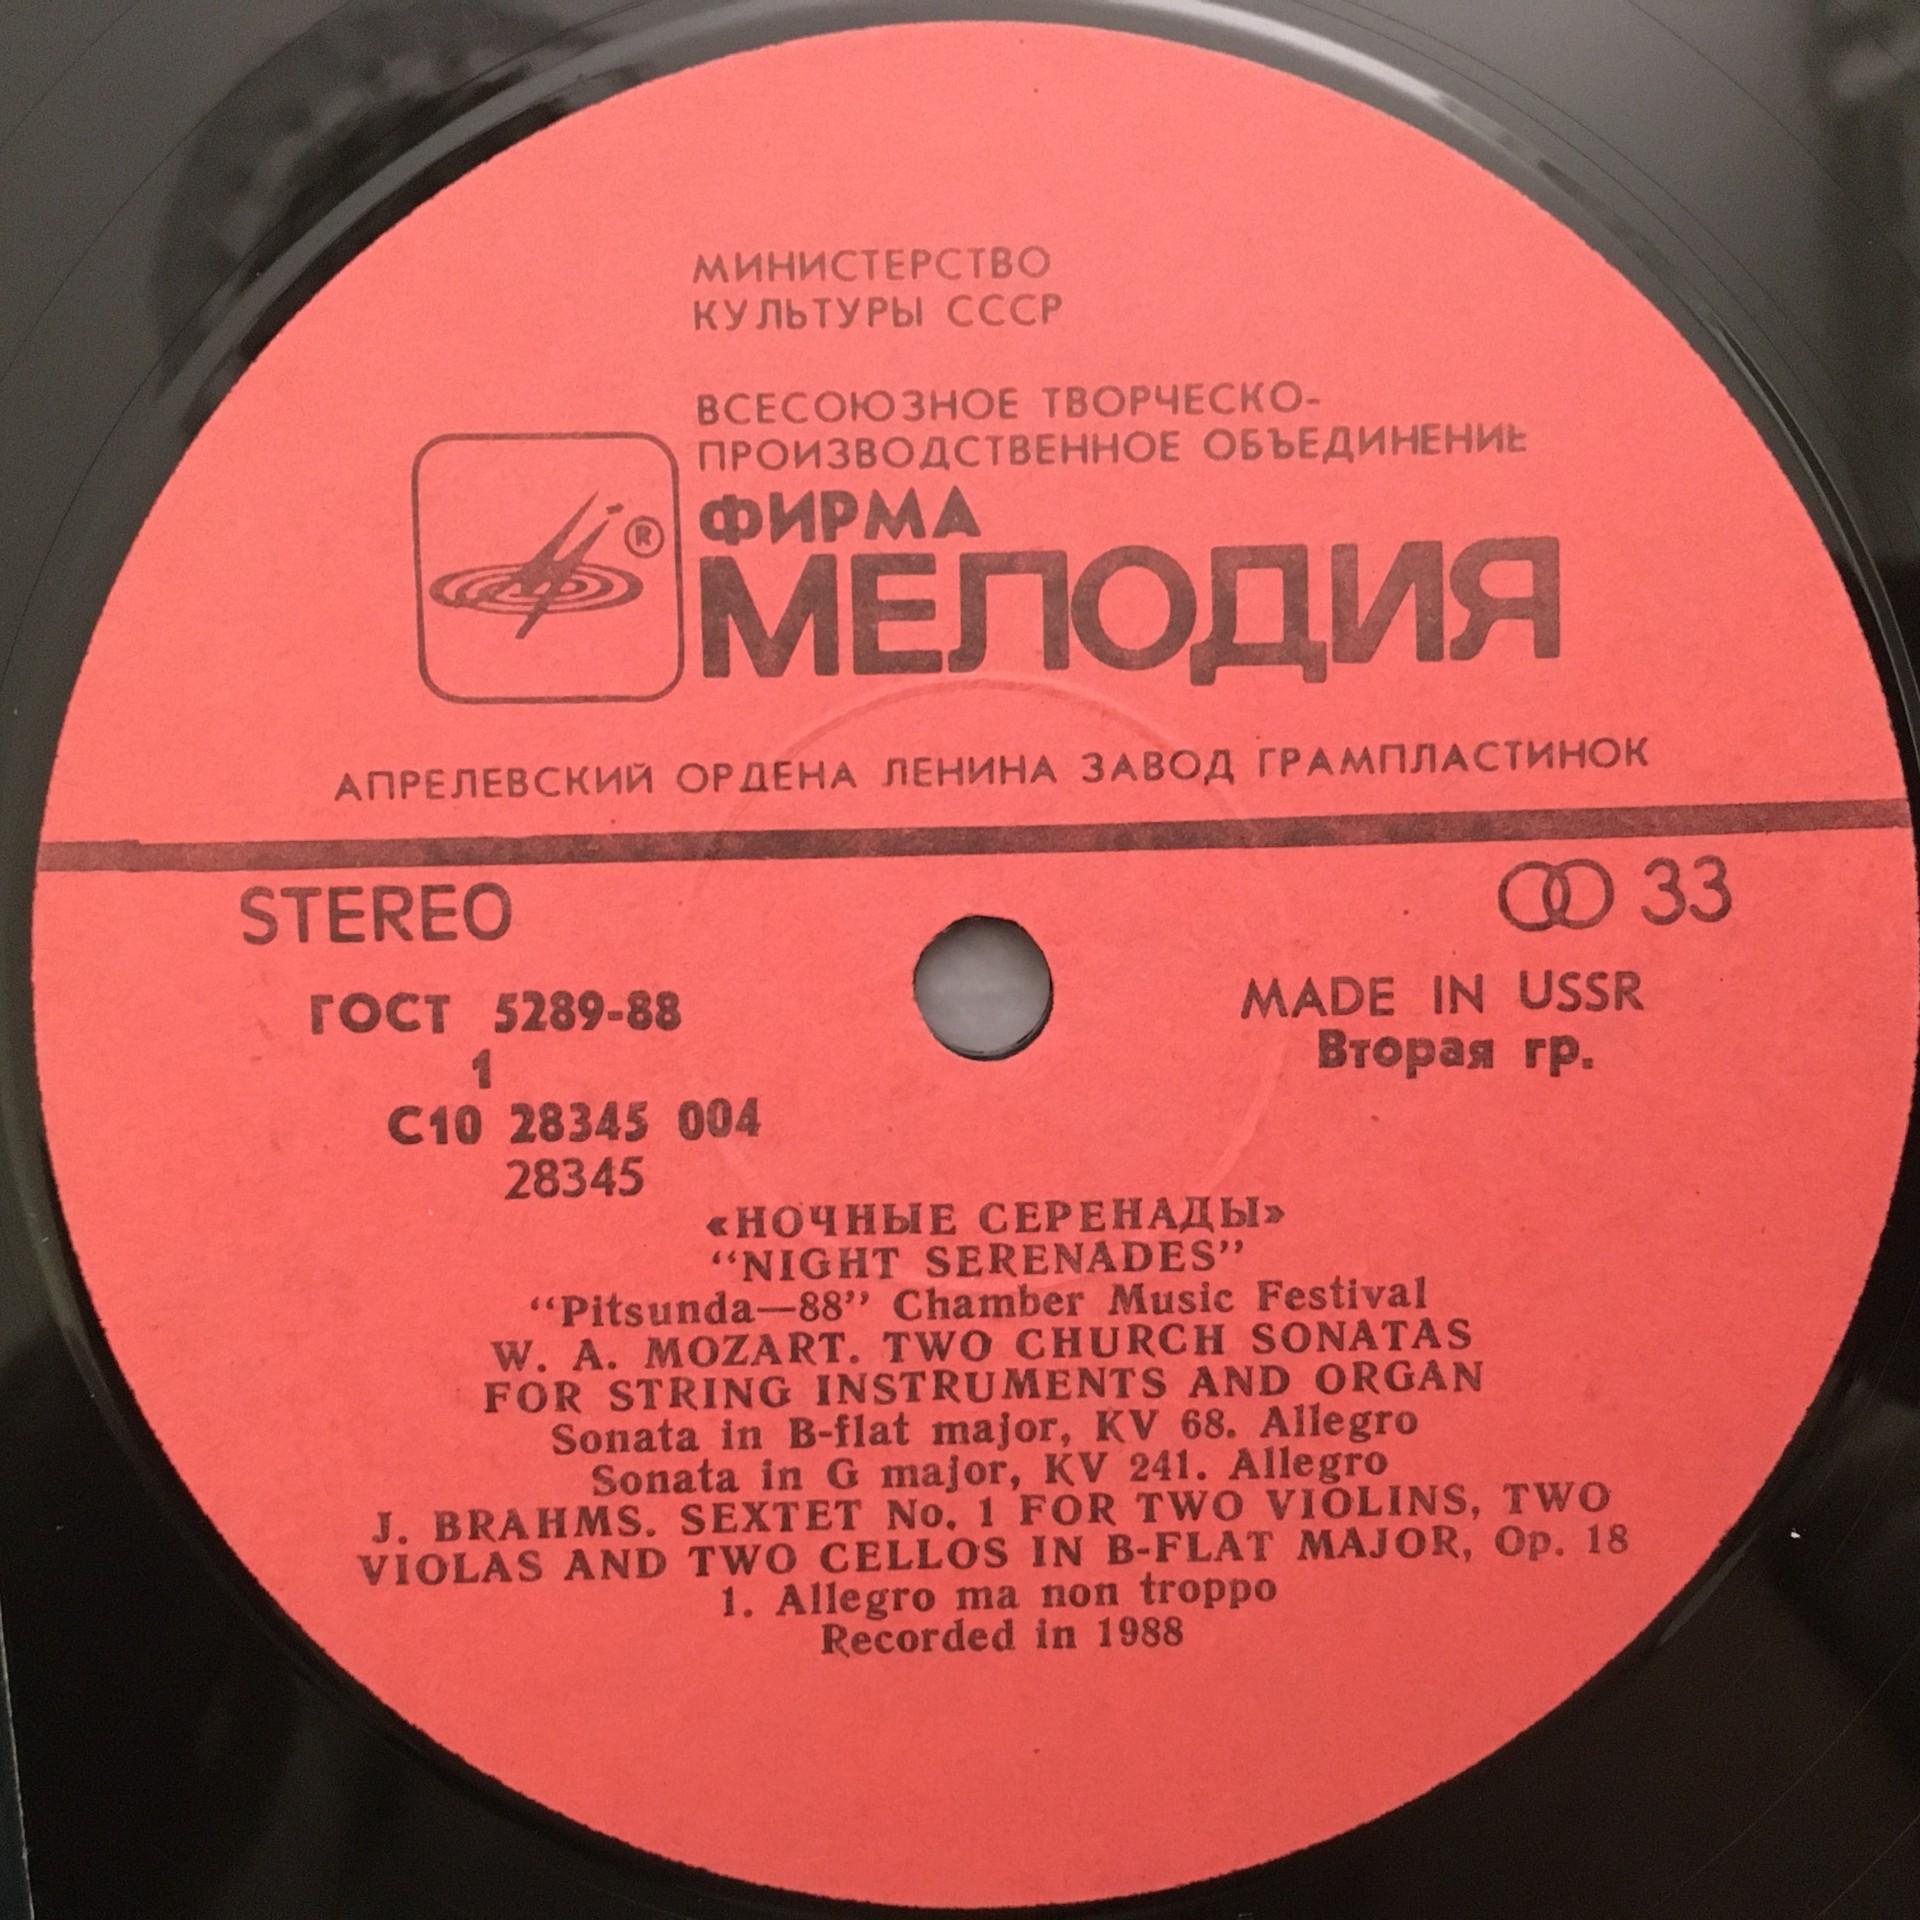 МИНИСТЕРСТВО
КУЛЬТУРЫ СССР
ВСЕСОЮЗНОЕ ТВОРЧЕСКО-
ПРОИЗВОДСТВЕННОЕ ОБЪЕДИНЕНИЕ
®
ФИРМА
МЕЛОДИЯ
АПРЕЛЕВСКИЙ ОРДЕНА ЛЕНИНА ЗАВОД ГРАМПЛАСТИНОК
STEREO
33
ГОСТ 5289-88
MADE IN USSR
Вторая гр.
1
С10 28345 004
28345
«НОЧНЫЕ СЕРЕНАДЫ»
“NIGHT SERENADES”
“Pitsunda—88” Chamber Music Festival
W. A. MOZART. TWO CHURCH SONATAS
FOR STRING INSTRUMENTS AND ORGAN
Sonata in B-flat major, KV 68. Allegro
Sonata in G major, KV 241. Allegro
J. BRAHMS. SEXTET No. 1 FOR TWO VIOLINS, TWO
VIOLAS AND TWO CELLOS IN B-FLAT MAJOR, Op. 18
1. Allegro ma non troppo
Recorded in 1988